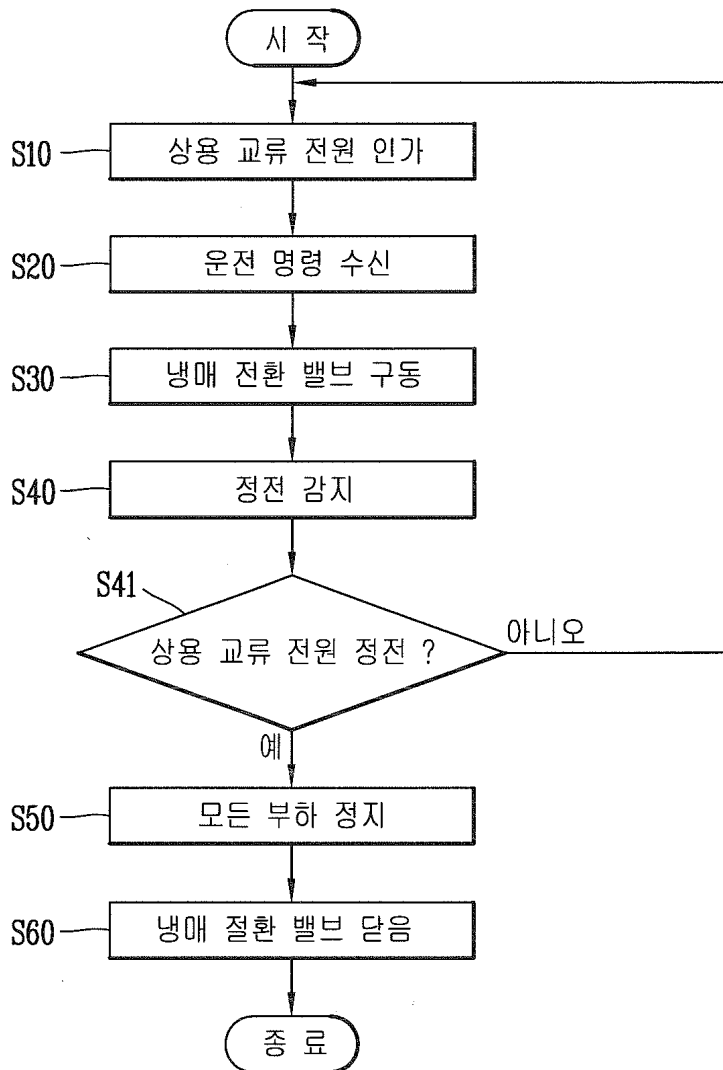 시 작
S10
상용 교류 전원 인가
S20
운전 명령 수신
S30
냉매 전환 밸브 구동
S40
정전 감지
S41
상용 교류 전원 정전 ?
아니오
예
S50
모든 부하 정지
S60
냉매 절환 밸브 닫음
종 료